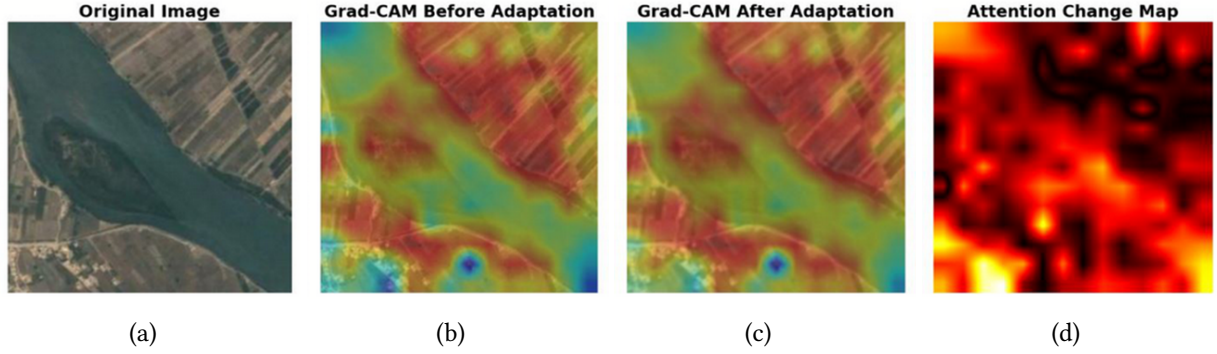 Original Image
Grad-CAM Before Adaptation
Grad-CAM After Adaptation
Attention Change Map
(a)
(b)
(c)
(d)